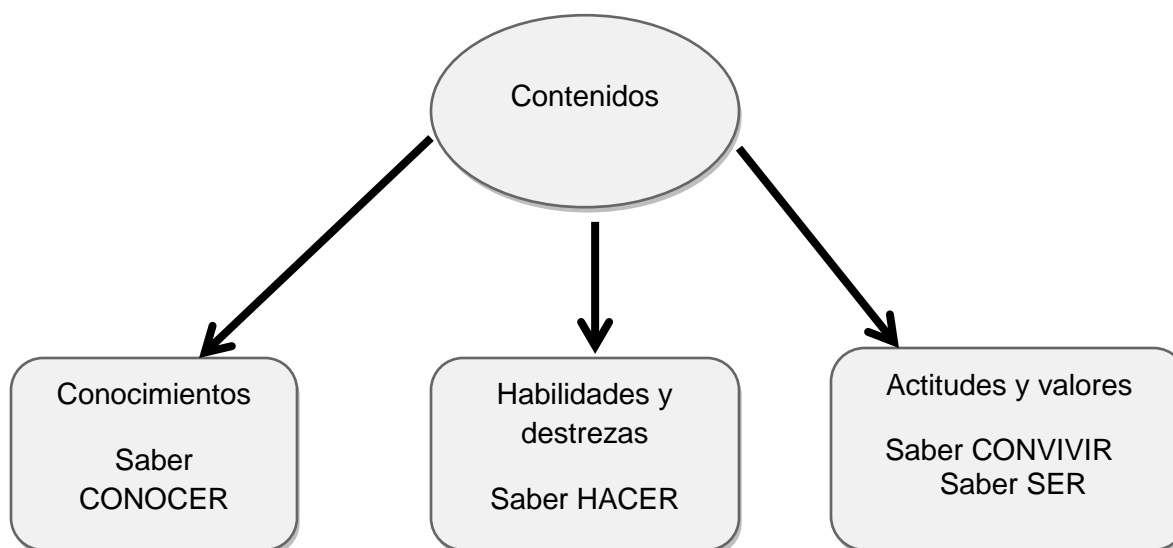 Contenidos
Conocimientos
Saber
CONOCER
Habilidades y
destrezas
Saber HACER
Actitudes y valores
Saber CONVIVIR
Saber SER